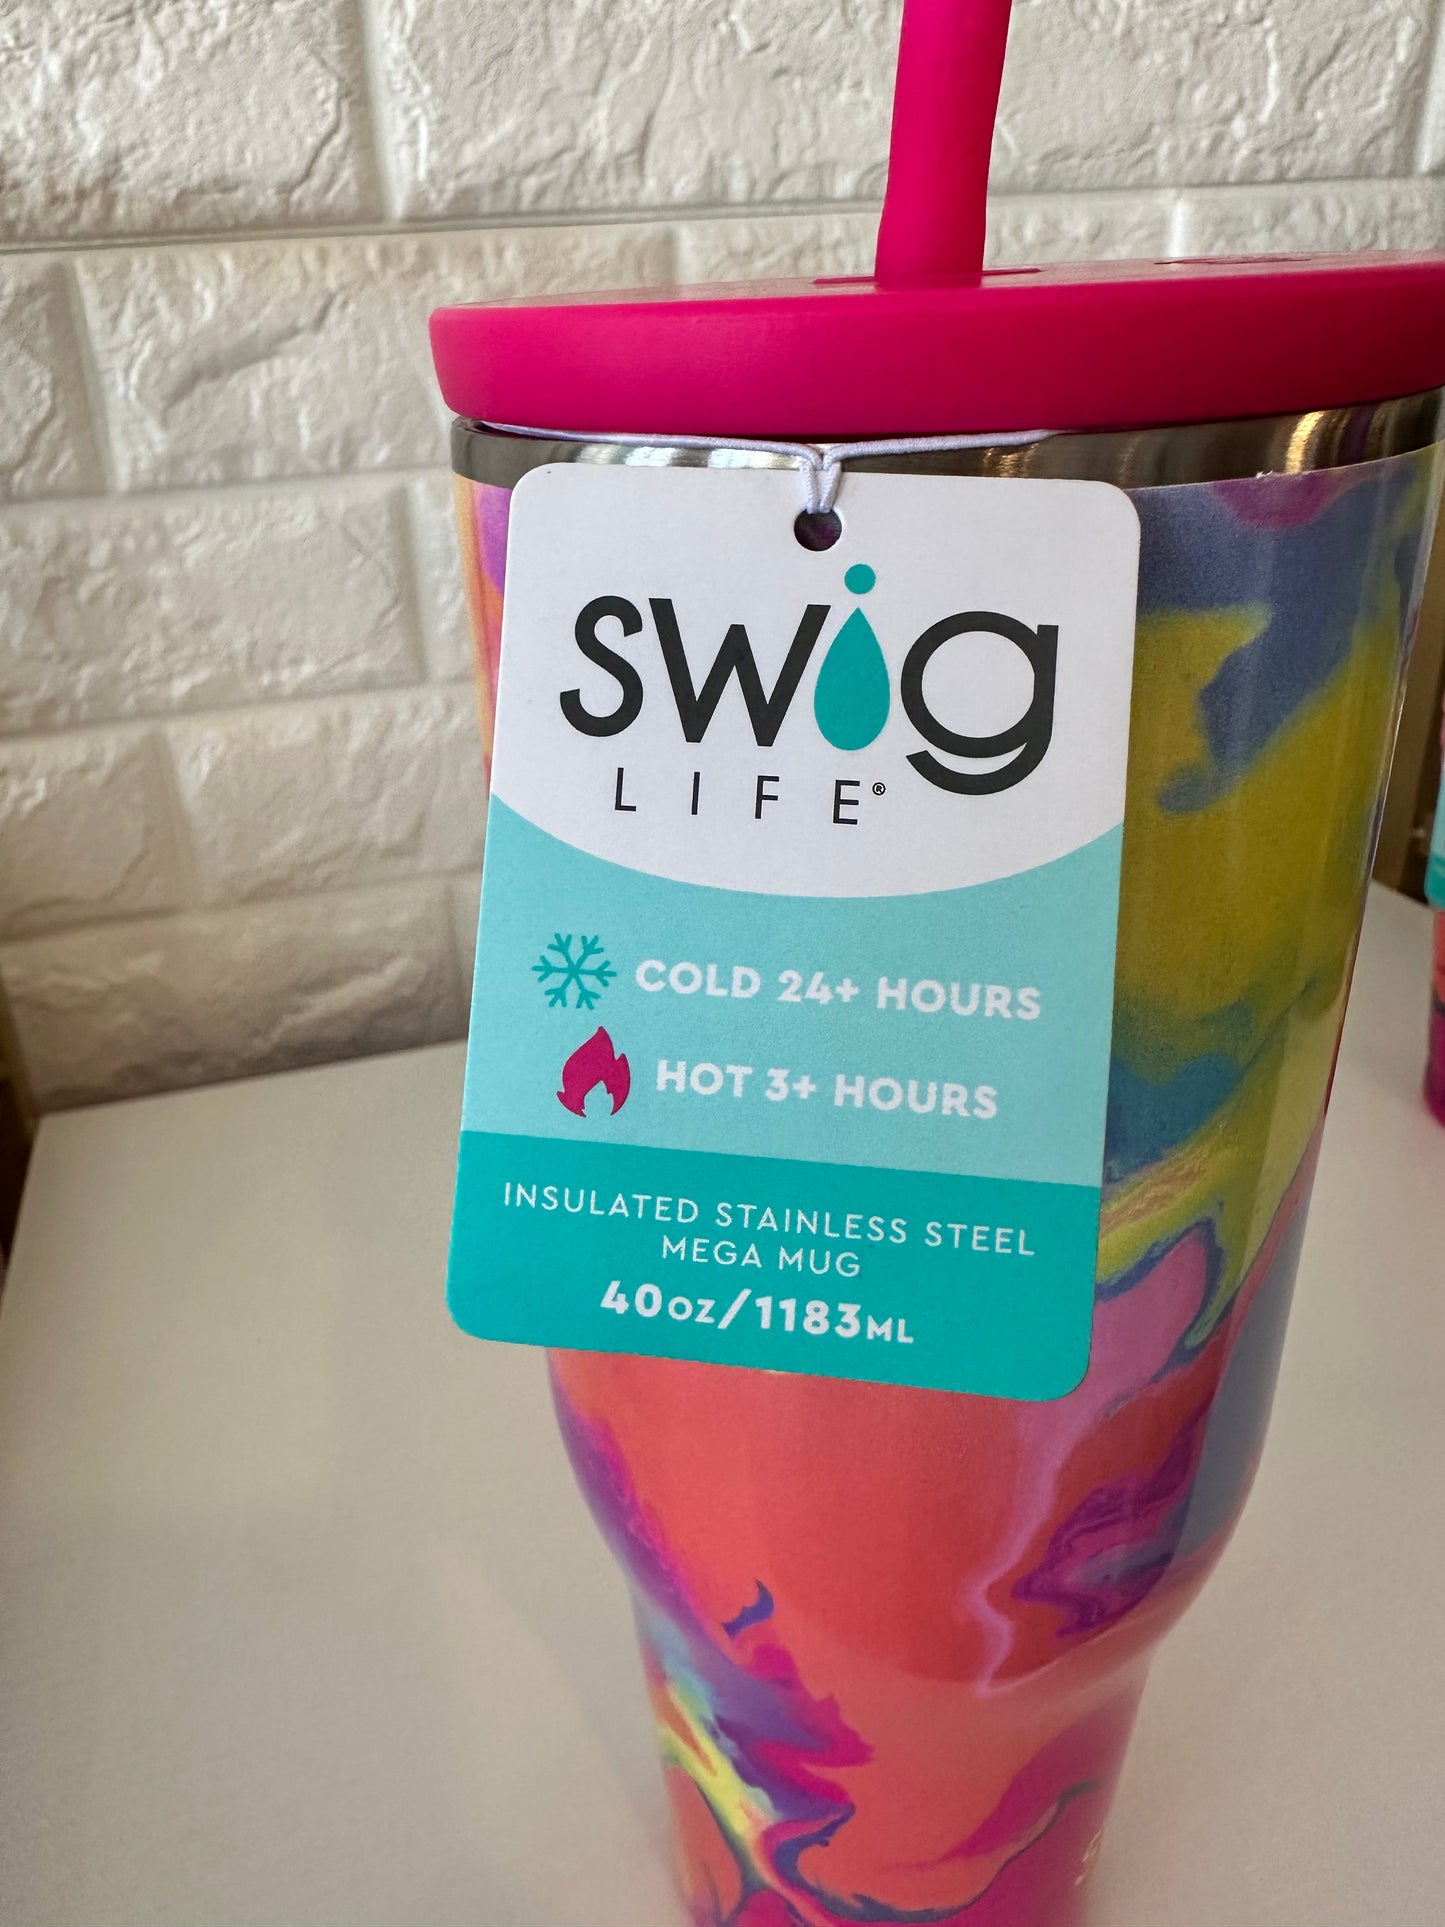 swig
LIFE®
COLD 24+ HOURS
HOT 3+ HOURS
INSULATED STAINLESS STEEL
MEGA MUG
40oz/1183ML